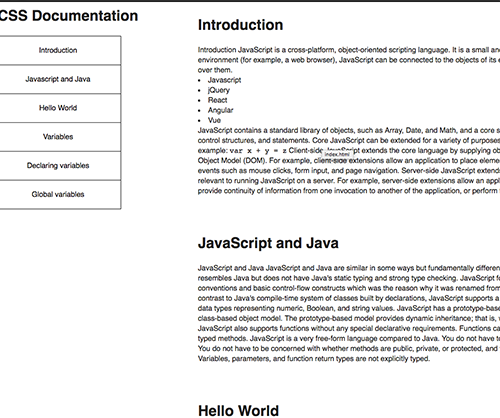 CSS Documentation
Introduction
Javascript and Java
Hello World
Variables
Declaring variables
Global variables
Introduction
Introduction JavaScript is a cross-platform, object-oriented scripting language. It is a small an
environment (for example, a web browser), JavaScript can be connected to the objects of its e
over them.
• Javascript
• jQuery
• React
• Angular
• Vue
JavaScript contains a standard library of objects, such as Array, Date, and Math, and a core s
control structures, and statements. Core JavaScript can be extended for a variety of purposes
example: var x + y = z Client-side JavaScript extends the core language by supplying ob
index.html
Object Model (DOM). For example, client-side extensions allow an application to place eleme
events such as mouse clicks, form input, and page navigation. Server-side JavaScript extends
relevant to running JavaScript on a server. For example, server-side extensions allow an appli
provide continuity of information from one invocation to another of the application, or perform f
JavaScript and Java
JavaScript and Java JavaScript and Java are similar in some ways but fundamentally differen
resembles Java but does not have Java's static typing and strong type checking. JavaScript fo
conventions and basic control-flow constructs which was the reason why it was renamed from
contrast to Java's compile-time system of classes built by declarations, JavaScript supports a
data types representing numeric, Boolean, and string values. JavaScript has a prototype-base
class-based object model. The prototype-based model provides dynamic inheritance; that is, w
JavaScript also supports functions without any special declarative requirements. Functions ca
typed methods. JavaScript is a very free-form language compared to Java. You do not have to
You do not have to be concerned with whether methods are public, private, or protected, and
Variables, parameters, and function return types are not explicitly typed.
Hello World